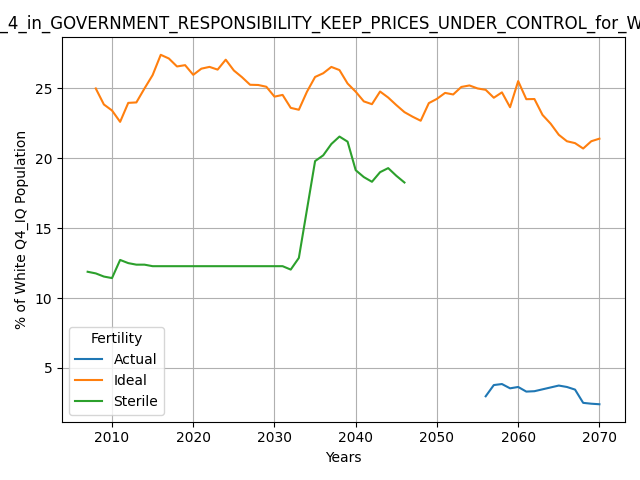 _4_in_GOVERNMENT_RESPONSIBILITY_KEEP_PRICES_UNDER_CONTROL_for_W
% of White Q4_IQ Population
25
20
15
10
5
Fertility
Actual
Ideal
Sterile
2010 2020 2030 2040 2050 2060 2070
Years